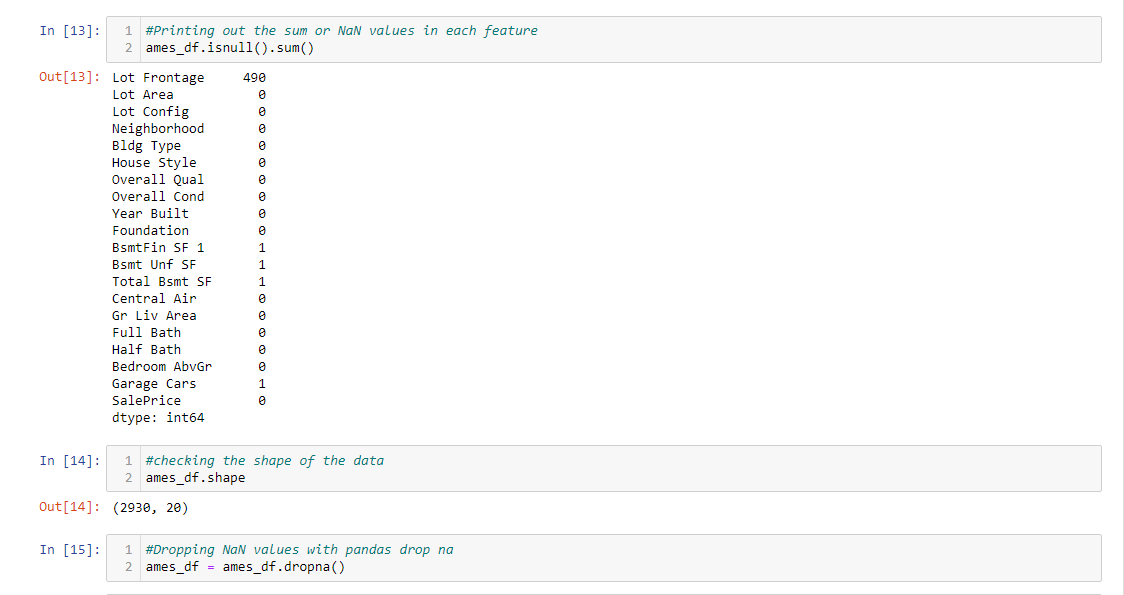 In [13]:
1 #Printing out the sum or NaN values in each feature
2 ames_df.isnull().sum()
Out[13]:
Lot Frontage 490
Lot Area 0
Lot Config 0
Neighborhood 0
Bldg Type 0
House Style 0
Overall Qual 0
Overall Cond 0
Year Built 0
Foundation 0
BsmtFin SF 1 1
Bsmt Unf SF 1
Total Bsmt SF 1
Central Air 0
Gr Liv Area 0
Full Bath 0
Half Bath 0
Bedroom AbvGr 0
Garage Cars 1
SalePrice 0
dtype: int64
In [14]:
1 #checking the shape of the data
2 ames_df.shape
Out[14]: (2930, 20)
In [15]:
1 #Dropping NaN values with pandas drop na
2 ames_df = ames_df.dropna()